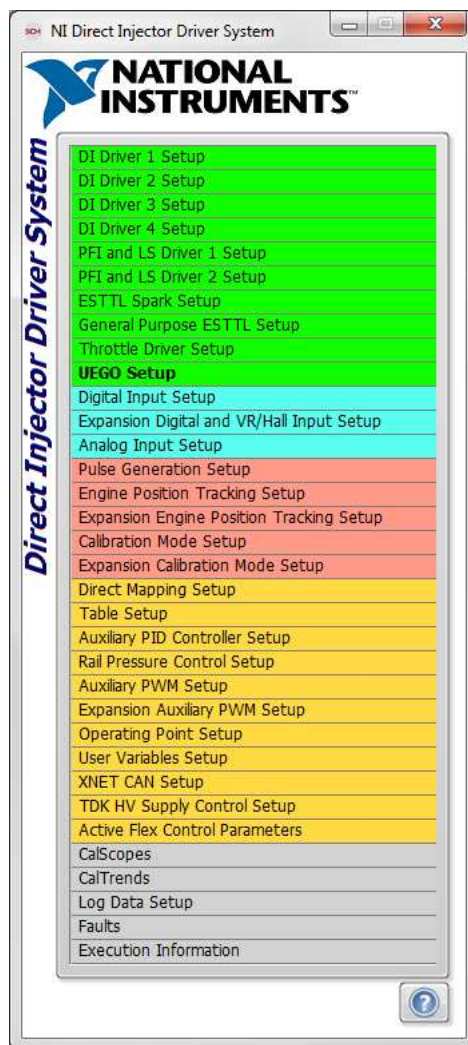 NI Direct Injector Driver System
NATIONAL
INSTRUMENTS™
Direct Injector Driver System
DI Driver 1 Setup
DI Driver 2 Setup
DI Driver 3 Setup
DI Driver 4 Setup
PFI and LS Driver 1 Setup
PFI and LS Driver 2 Setup
ESTTL Spark Setup
General Purpose ESTTL Setup
Throttle Driver Setup
UEGO Setup
Digital Input Setup
Expansion Digital and VR/Hall Input Setup
Analog Input Setup
Pulse Generation Setup
Engine Position Tracking Setup
Expansion Engine Position Tracking Setup
Calibration Mode Setup
Expansion Calibration Mode Setup
Direct Mapping Setup
Table Setup
Auxiliary PID Controller Setup
Rail Pressure Control Setup
Auxiliary PWM Setup
Expansion Auxiliary PWM Setup
Operating Point Setup
User Variables Setup
XNET CAN Setup
TDK HV Supply Control Setup
Active Flex Control Parameters
CalScopes
CalTrends
Log Data Setup
Faults
Execution Information